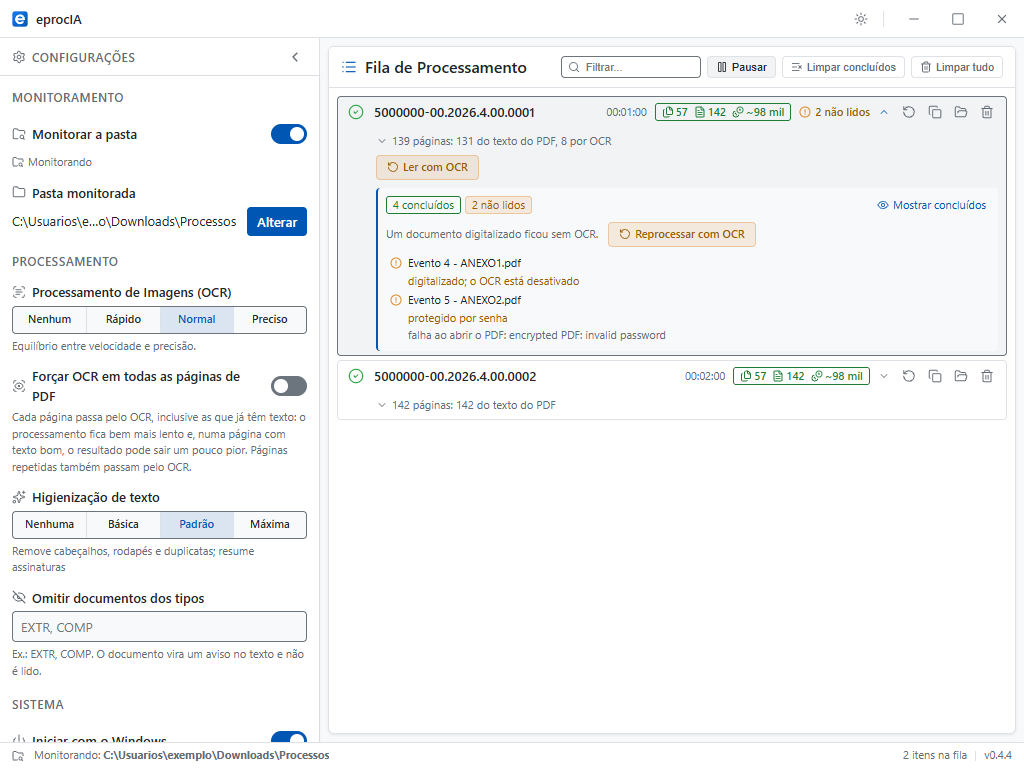 eprocIA
CONFIGURAÇÕES
MONITORAMENTO
Monitorar a pasta
Monitorando
Pasta monitorada
C:\Usuarios\e...o\Downloads\Processos
Alterar
PROCESSAMENTO
Processamento de Imagens (OCR)
Nenhum Rápido Normal Preciso
Equilíbrio entre velocidade e precisão.
Forçar OCR em todas as páginas de
PDF
Cada página passa pelo OCR, inclusive as que já têm texto: o
processamento fica bem mais lento e, numa página com
texto bom, o resultado pode sair um pouco pior. Páginas
repetidas também passam pelo OCR.
Higienização de texto
Nenhuma Básica Padrão Máxima
Remove cabeçalhos, rodapés e duplicatas; resume
assinaturas
Omitir documentos dos tipos
EXTR, COMP
Ex.: EXTR, COMP. O documento vira um aviso no texto e não
é lido.
SISTEMA
Iniciar com o Windows
Fila de Processamento
Filtrar...
Pausar
Limpar concluídos
Limpar tudo
5000000-00.2026.4.00.0001 00:01:00 57 142 ~98 mil 2 não lidos
139 páginas: 131 do texto do PDF, 8 por OCR
Ler com OCR
4 concluídos 2 não lidos Mostrar concluídos
Um documento digitalizado ficou sem OCR. Reprocessar com OCR
Evento 4 - ANEXO1.pdf
digitalizado; o OCR está desativado
Evento 5 - ANEXO2.pdf
protegido por senha
falha ao abrir o PDF: encrypted PDF: invalid password
5000000-00.2026.4.00.0002 00:02:00 57 142 ~98 mil
142 páginas: 142 do texto do PDF
Monitorando: C:\Usuarios\exemplo\Downloads\Processos
2 itens na fila v0.4.4